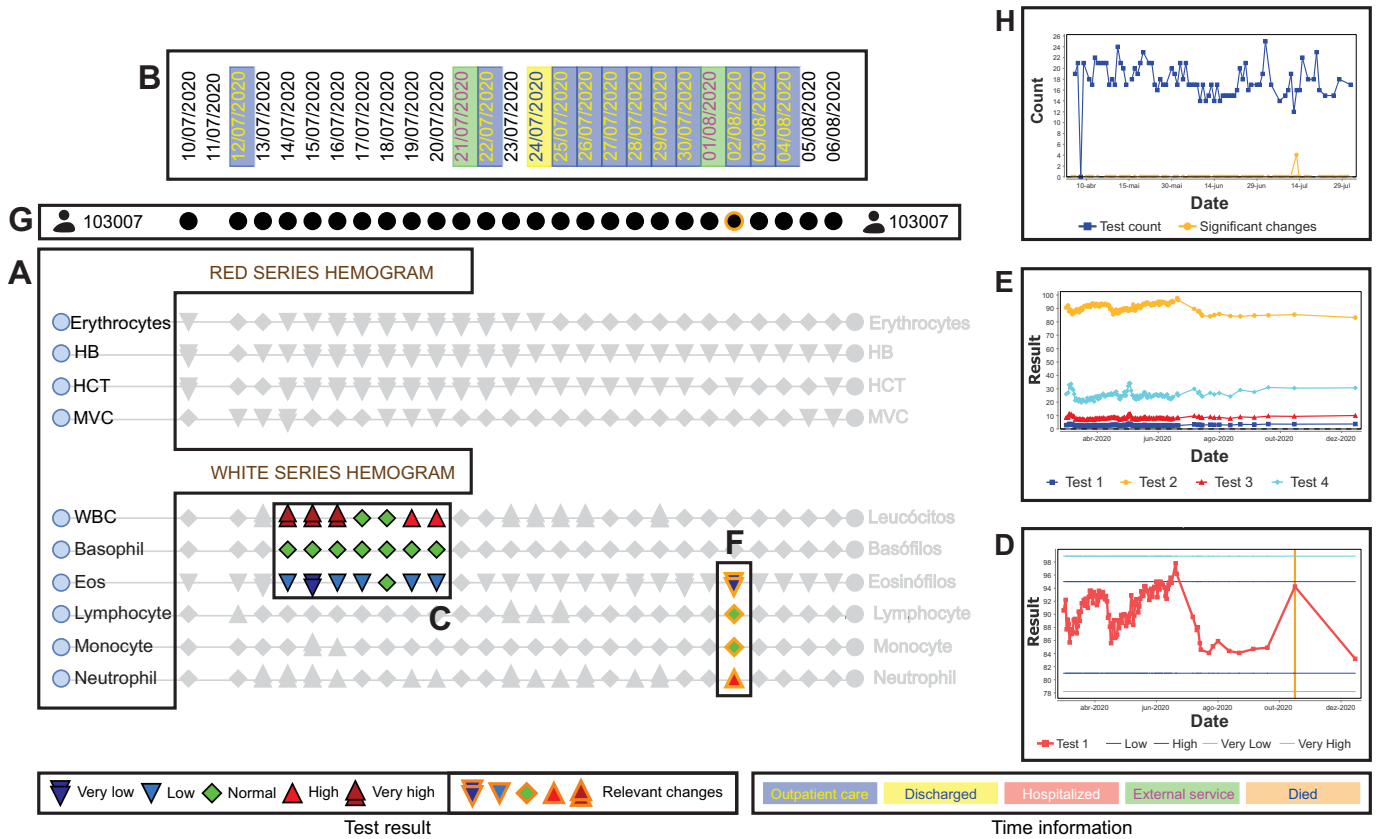 B
10/07/2020
11/07/2020
12/07/2020
13/07/2020
14/07/2020
15/07/2020
16/07/2020
17/07/2020
18/07/2020
19/07/2020
20/07/2020
21/07/2020
22/07/2020
23/07/2020
24/07/2020
25/07/2020
26/07/2020
27/07/2020
28/07/2020
29/07/2020
30/07/2020
01/08/2020
02/08/2020
03/08/2020
04/08/2020
05/08/2020
06/08/2020
G
103007
103007
A
RED SERIES HEMOGRAM
Erythrocytes Erythrocytes
HB HB
HCT HCT
MVC MVC
WHITE SERIES HEMOGRAM
WBC Leucócitos
Basophil Basófilos
Eos Eosinófilos
Lymphocyte Lymphocyte
Monocyte Monocyte
Neutrophil Neutrophil
C
F
Very low Low Normal High Very high
Relevant changes
Test result
Outpatient care Discharged Hospitalized External service Died
Time information
H
Count
26
24
22
20
18
16
14
12
10
8
6
4
2
0
10-abr 15-mai 30-mai 14-jun 29-jun 14-jul 29-jul
Date
Test count Significant changes
E
Result
100
90
80
70
60
50
40
30
20
10
0
abr-2020 jun-2020 ago-2020 out-2020 dez-2020
Date
Test 1 Test 2 Test 3 Test 4
D
Result
98
96
94
92
90
88
86
84
82
80
78
abr-2020 jun-2020 ago-2020 out-2020 dez-2020
Date
Test 1 Low High Very Low Very High